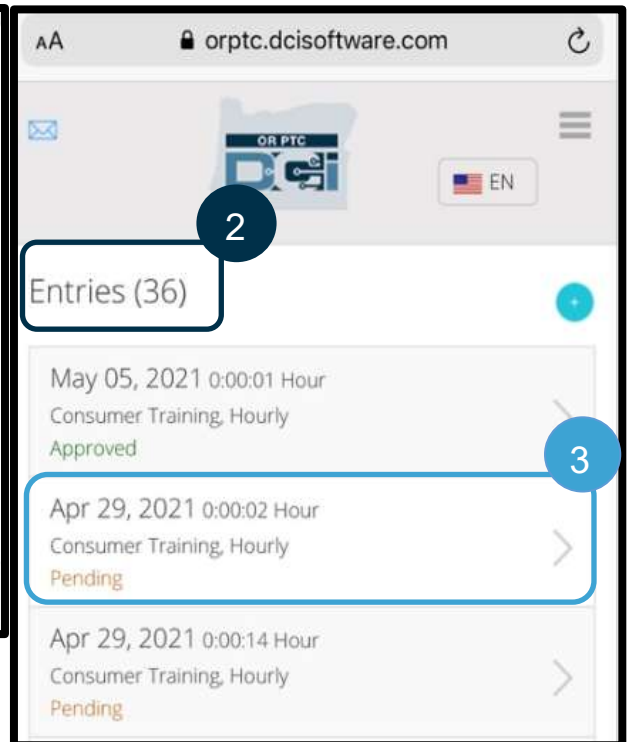 AA orptc.dcisoftware.com
OR PTC
DCi
EN
2
Entries (36)
+
May 05, 2021 0:00:01 Hour
Consumer Training, Hourly
Approved
3
Apr 29, 2021 0:00:02 Hour
Consumer Training, Hourly
Pending
Apr 29, 2021 0:00:14 Hour
Consumer Training, Hourly
Pending